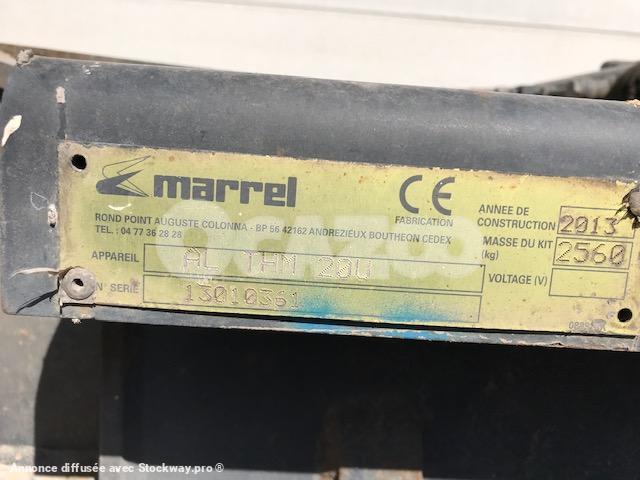 marrel
CE
FABRICATION
ROND POINT AUGUSTE COLONNA - BP 56 42162 ANDREZIÉUX BOUTHEON CEDEX
TEL. : 04 77 36 28 28
ANNEE DE CONSTRUCTION 2013
MASSE DU KIT (kg) 2560
VOLTAGE (V)
APPAREIL AL THM 20W
N° SERIE 13010361
OCAZOO
Annonce diffusée avec Stockway.pro®